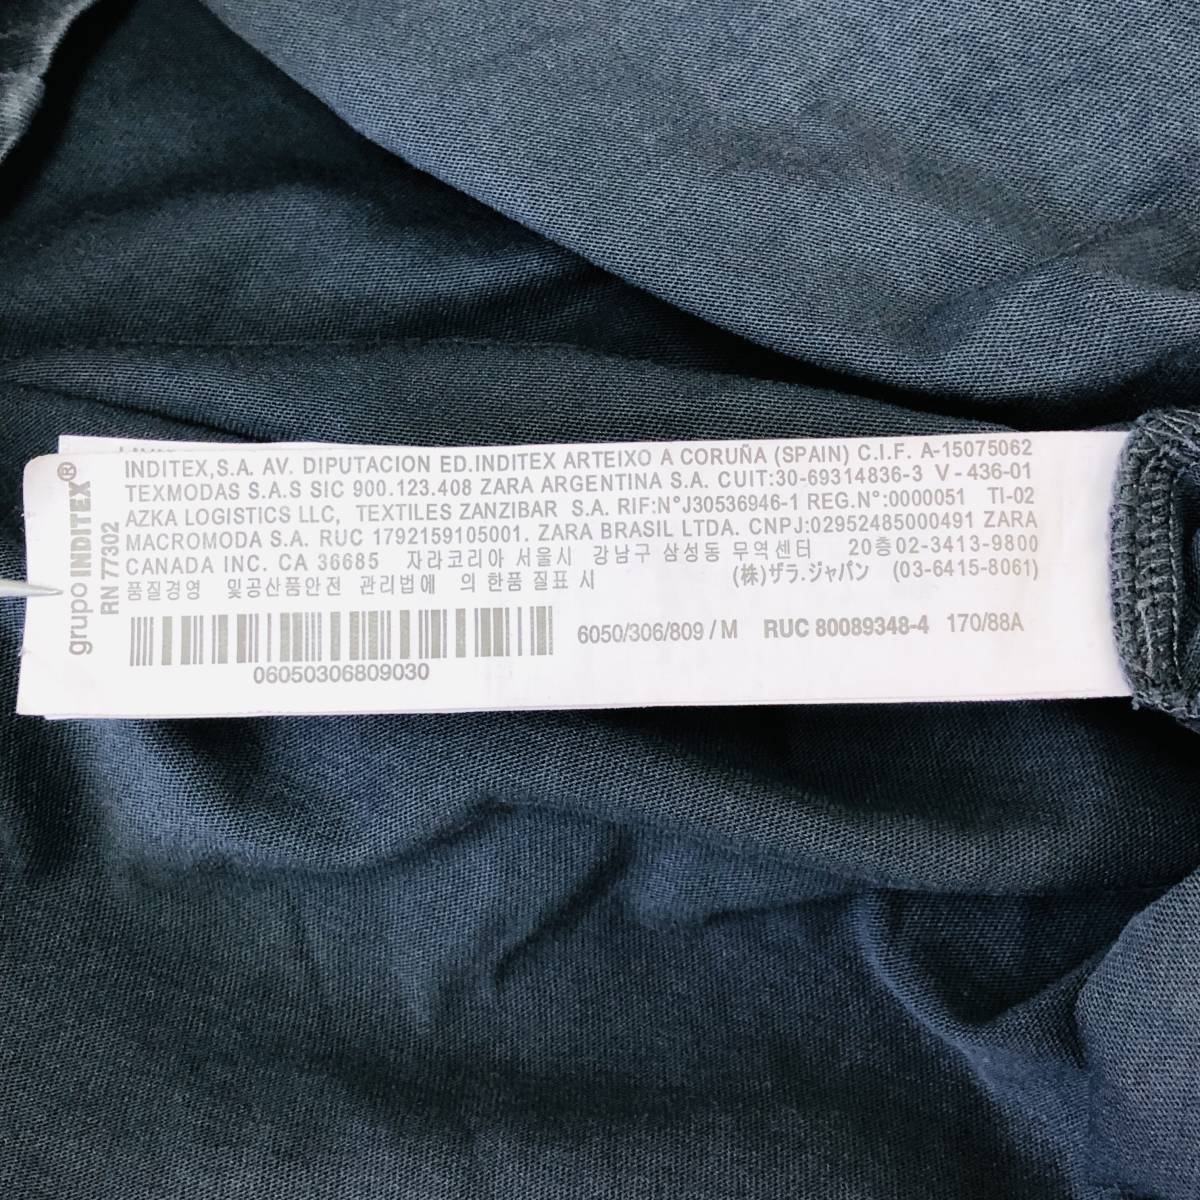 grupo INDITEX®
RN 77302
INDITEX,S.A. AV. DIPUTACION ED.INDITEX ARTEIXO A CORUÑA (SPAIN) C.I.F. A-15075062
TEXMODAS S.A.S SIC 900.123.408 ZARA ARGENTINA S.A. CUIT:30-69314836-3 V - 436-01
AZKA LOGISTICS LLC, TEXTILES ZANZIBAR S.A. RIF:N°J30536946-1 REG.N°:0000051 TI-02
MACROMODA S.A. RUC 1792159105001. ZARA BRASIL LTDA. CNPJ:02952485000491 ZARA
CANADA INC. CA 36685 자라코리아 서울시 강남구 삼성동 무역센터 20층02-3413-9800
품질경영 및공산품안전 관리법에 의 한품 질표 시 (株)ザラ.ジャパン (03-6415-8061)
6050/306/809 / M RUC 80089348-4 170/88A
06050306809030